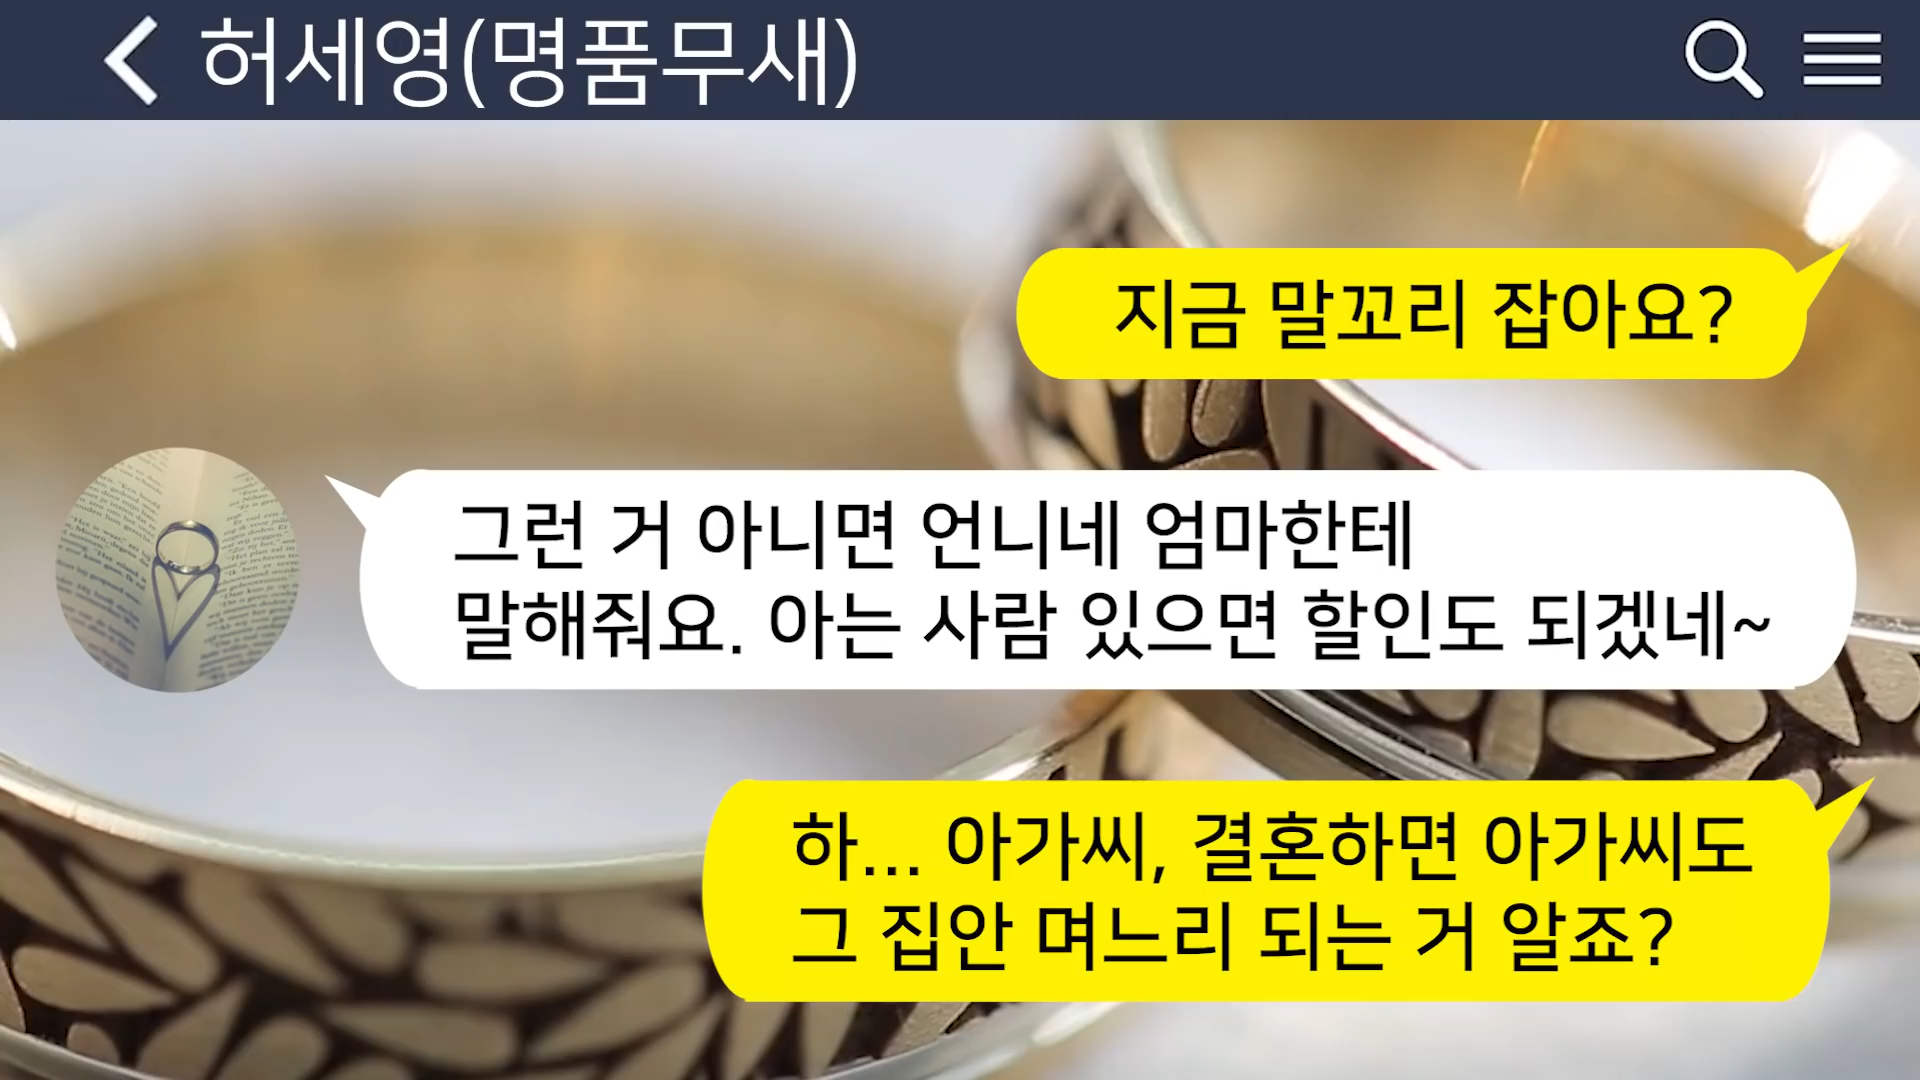 허세영(명품무새)
지금 말꼬리 잡아요?
그런 거 아니면 언니네 엄마한테
말해줘요. 아는 사람 있으면 할인도 되겠네~
하... 아가씨, 결혼하면 아가씨도
그 집안 며느리 되는 거 알죠?